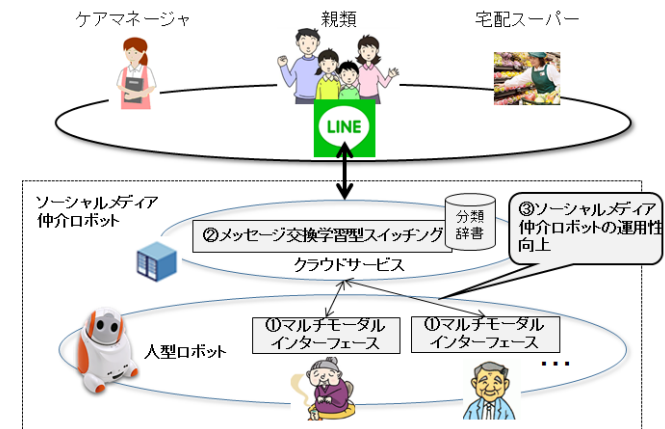 ケアマネージャ
親類
宅配スーパー
LINE
ソーシャルメディア
仲介ロボット
②メッセージ交換学習型スイッチング
分類
辞書
③ソーシャルメディア
仲介ロボットの運用性
向上
クラウドサービス
人型ロボット
①マルチモーダル
インターフェース
①マルチモーダル
インターフェース
・・・